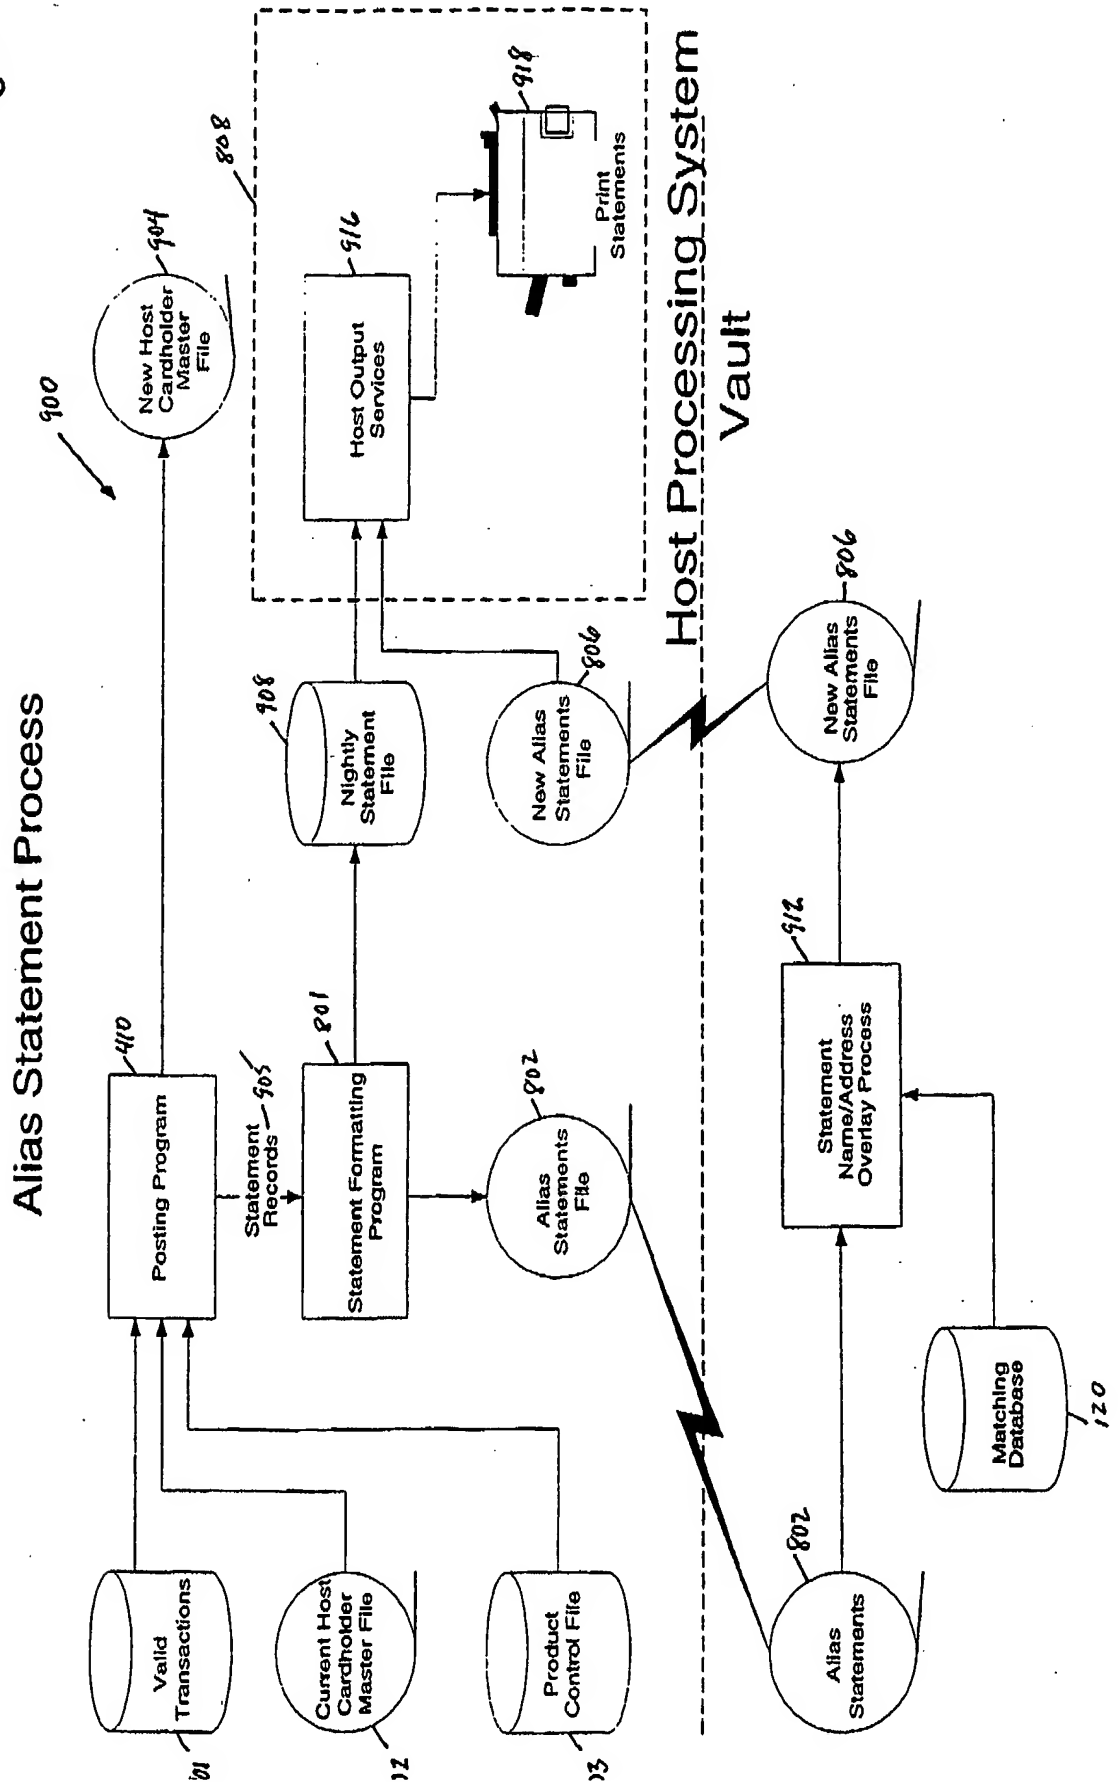 Alias Statement Process
900
Valid
Transactions
Current Host
Cardholder
Master File
Product
Control File
Posting Program
410
Statement
Records
905
Statement Formatting
Program
801
Alias
Statements
File
802
New Host
Cardholder
Master
File
904
Nightly
Statement
File
908
New Alias
Statements
File
806
808
Host Output
Services
916
918
Print
Statements
Host Processing System
Vault
Alias
Statements
802
Matching
Database
120
Statement
Name/Address
Overlay Process
912
New Alias
Statements
File
806